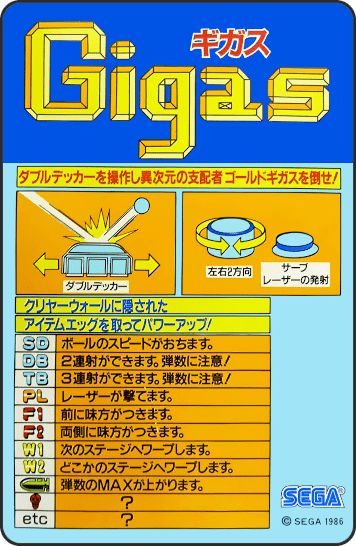 ギガス
Gigas
ダブルデッカーを操作し異次元の支配者 ゴールドギガスを倒せ!
ダブルデッカー
左右2方向
サーブ
レーザーの発射
クリヤーウォールに隠された
アイテムエッグを取ってパワーアップ!
SD ボールのスピードがおちます。
DB 2連射ができます。弾数に注意!
TB 3連射ができます。弾数に注意!
PL レーザーが撃てます。
F1 前に味方がつきます。
F2 両側に味方がつきます。
W1 次のステージへワープします。
W2 どこかのステージへワープします。
弾数のMAXが上がります。
?
etc ?
SEGA
© SEGA 1986